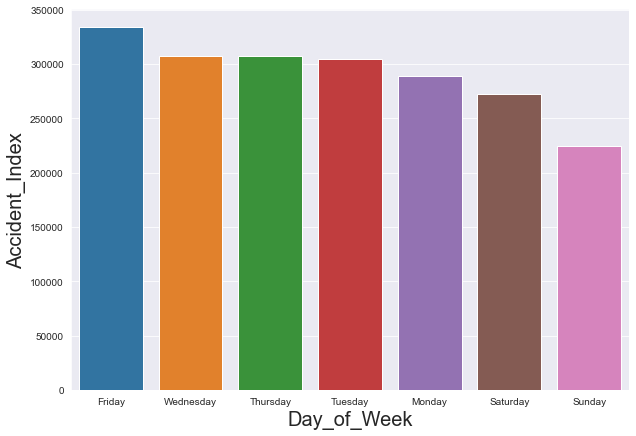 350000
300000
250000
200000
150000
100000
50000
0
Accident_Index
Friday Wednesday Thursday Tuesday Monday Saturday Sunday
Day_of_Week